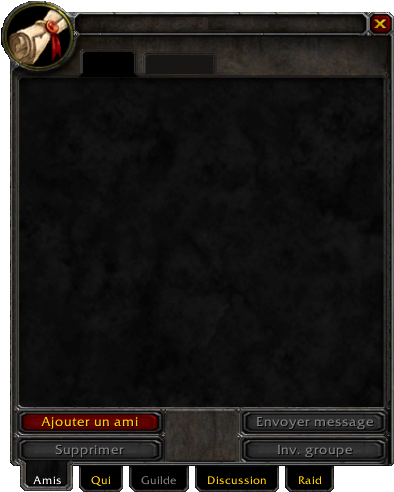 Ajouter un ami
Envoyer message
Supprimer
Inv. groupe
Amis
Qui
Guilde
Discussion
Raid